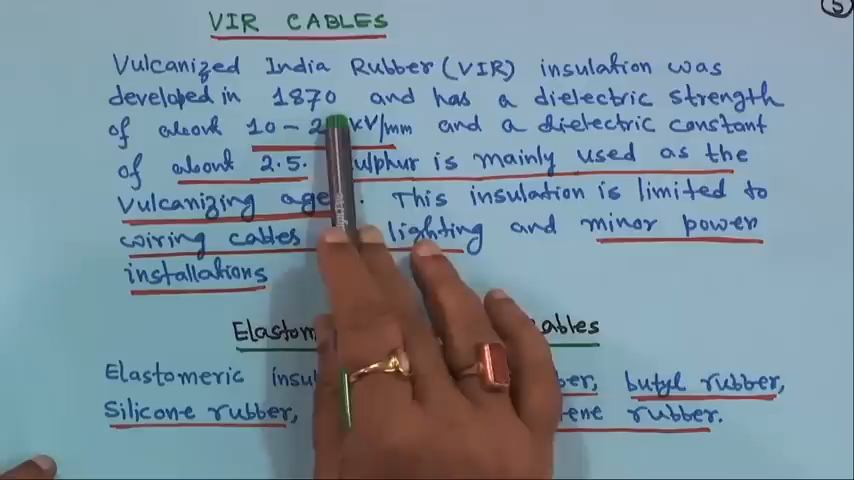 5
VIR CABLES
Vulcanized India Rubber (VIR) insulation was
developed in 1870 and has a dielectric strength
of about 10 - 2 kV/mm and a dielectric constant
of about 2.5. ulphur is mainly used as the
vulcanizing age . This insulation is limited to
wiring cables lighting and minor power
installations
Elastom ables
Elastomeric ins ber, butyl rubber,
Silicone rubber, ene rubber.